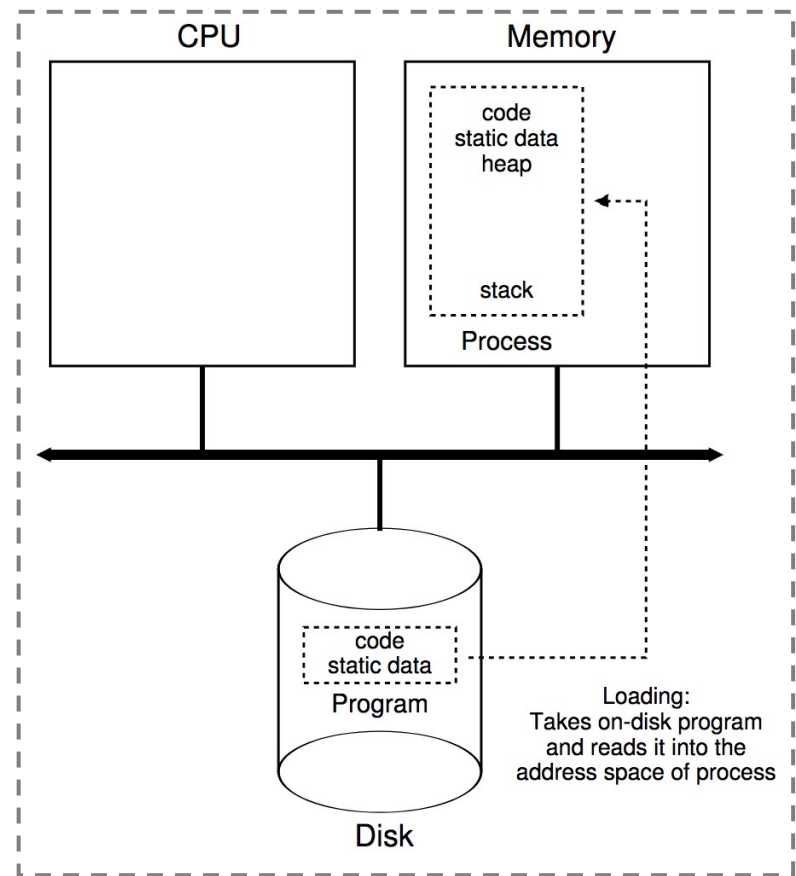 CPU
Memory
code
static data
heap
stack
Process
code
static data
Program
Loading:
Takes on-disk program
and reads it into the
address space of process
Disk